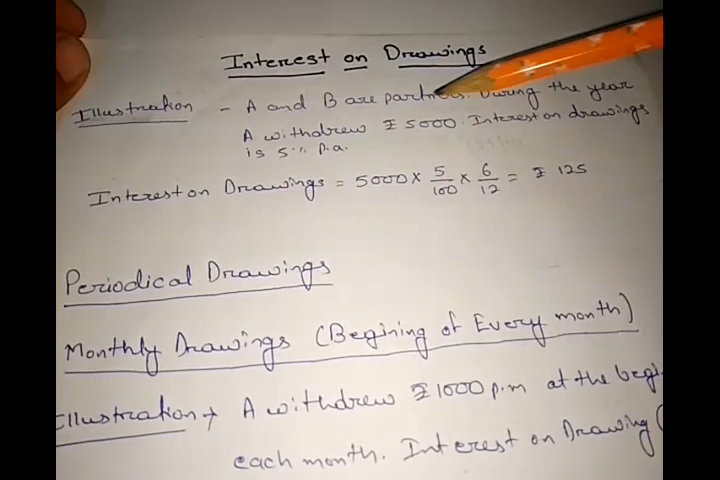 Interest on Drawings
Illustration - A and B are partners. During the year
A withdrew ₹ 5000. Interest on drawings
is 5% p.a.
Interest on Drawings = 5000 × 5/100 × 6/12 = ₹ 125
Periodical Drawings
Monthly Drawings (Begining of Every month)
Illustration → A withdrew ₹1000 p.m at the begi
each month. Interest on Drawing (